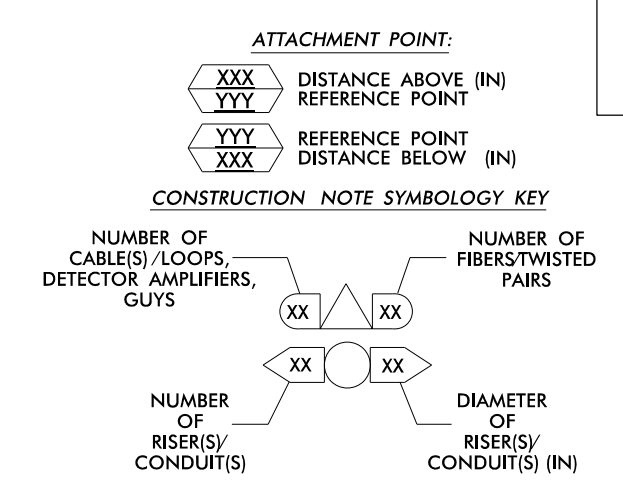 ATTACHMENT POINT:
XXX
YYY
DISTANCE ABOVE (IN)
REFERENCE POINT
YYY
XXX
REFERENCE POINT
DISTANCE BELOW (IN)
CONSTRUCTION NOTE SYMBOLOGY KEY
NUMBER OF
CABLE(S)/LOOPS,
DETECTOR AMPLIFIERS,
GUYS
NUMBER OF
FIBERS/TWISTED
PAIRS
XX
XX
XX
XX
NUMBER
OF
RISER(S)/
CONDUIT(S)
DIAMETER
OF
RISER(S)/
CONDUIT(S) (IN)